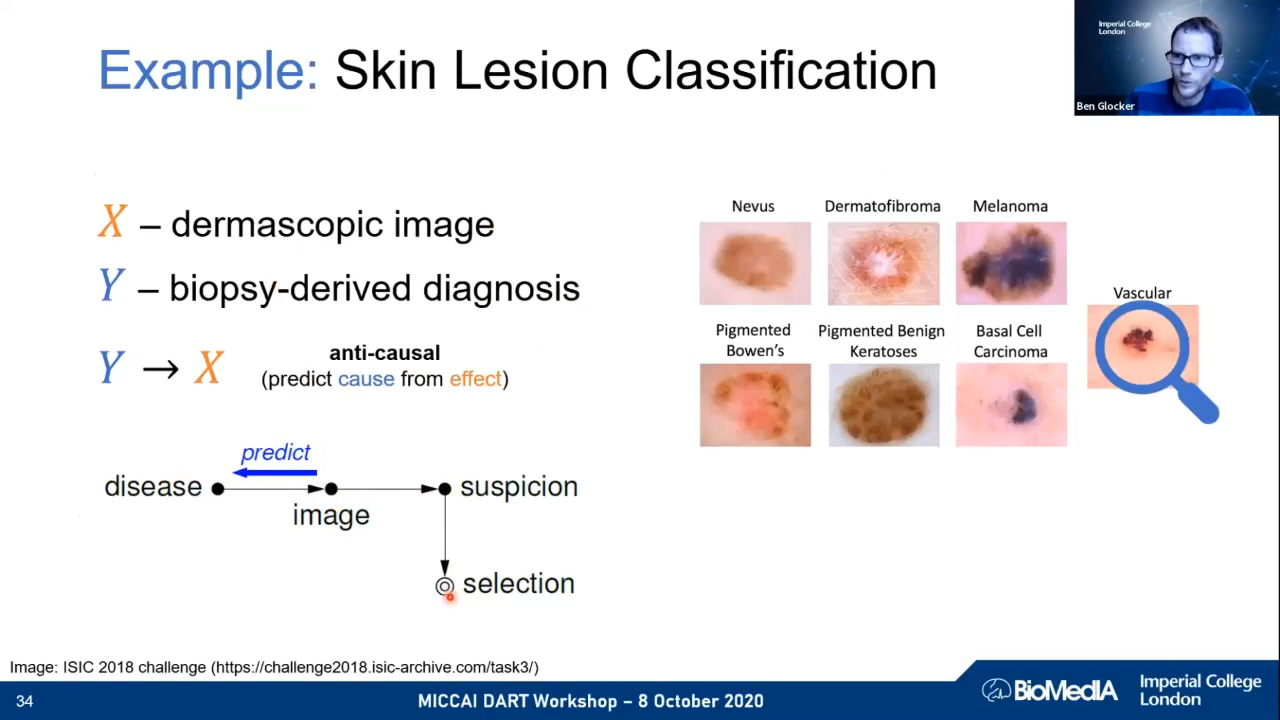 Example: Skin Lesion Classification
Imperial College
London
Ben Glocker
X – dermascopic image
Y – biopsy-derived diagnosis
Y → X
anti-causal
(predict cause from effect)
predict
disease
image
suspicion
selection
Nevus
Dermatofibroma
Melanoma
Vascular
Pigmented
Bowen's
Pigmented Benign
Keratoses
Basal Cell
Carcinoma
Image: ISIC 2018 challenge (https://challenge2018.isic-archive.com/task3/)
34
MICCAI DART Workshop – 8 October 2020
BioMedIA
Imperial College
London